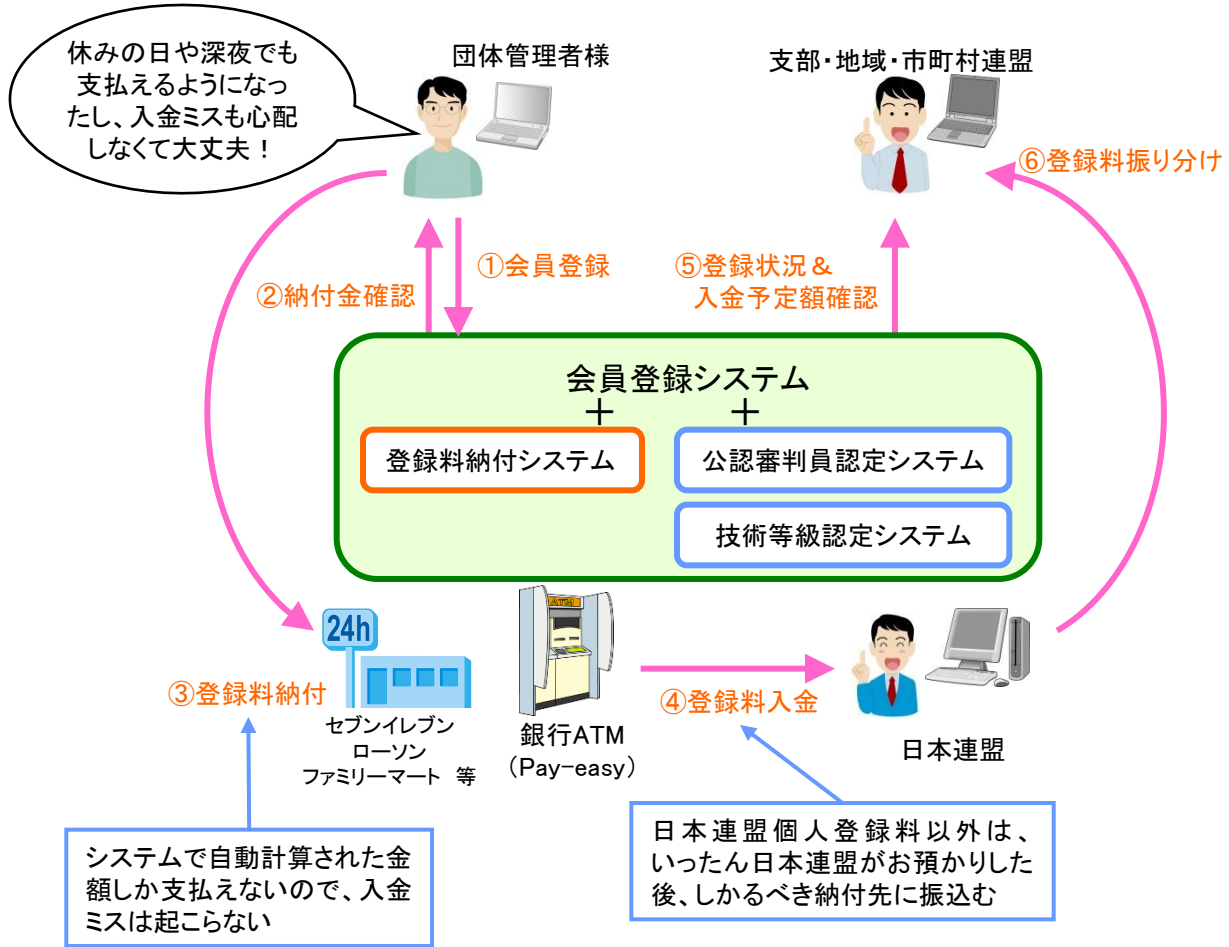 休みの日や深夜でも
支払えるようになっ
たし、入金ミスも心配
しなくて大丈夫！
団体管理者様
支部・地域・市町村連盟
⑥登録料振り分け
①会員登録
②納付金確認
⑤登録状況＆
入金予定額確認
会員登録システム
＋ ＋
登録料納付システム
公認審判員認定システム
技術等級認定システム
24h
ATM
③登録料納付
セブンイレブン
ローソン
ファミリーマート 等
銀行ATM
（Pay-easy）
④登録料入金
日本連盟
システムで自動計算された金
額しか支払えないので、入金
ミスは起こらない
日本連盟個人登録料以外は、
いったん日本連盟がお預かりした
後、しかるべき納付先に振込む